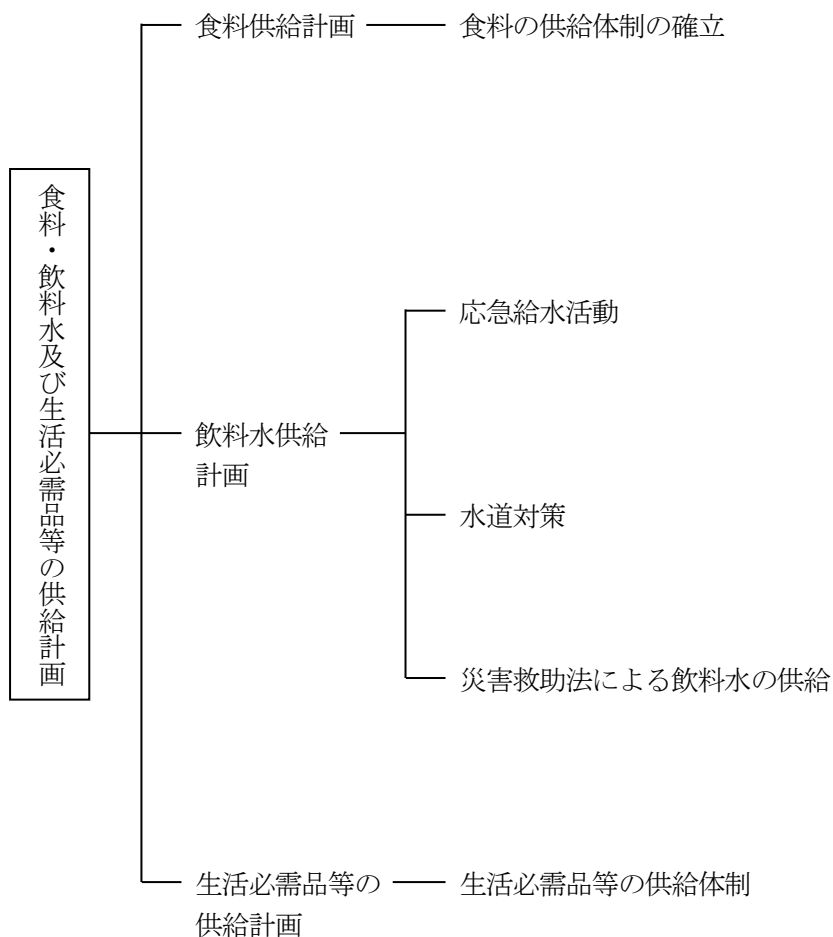 食料・飲料水及び生活必需品等の供給計画
食料供給計画
食料の供給体制の確立
飲料水供給
計画
応急給水活動
水道対策
災害救助法による飲料水の供給
生活必需品等の
供給計画
生活必需品等の供給体制